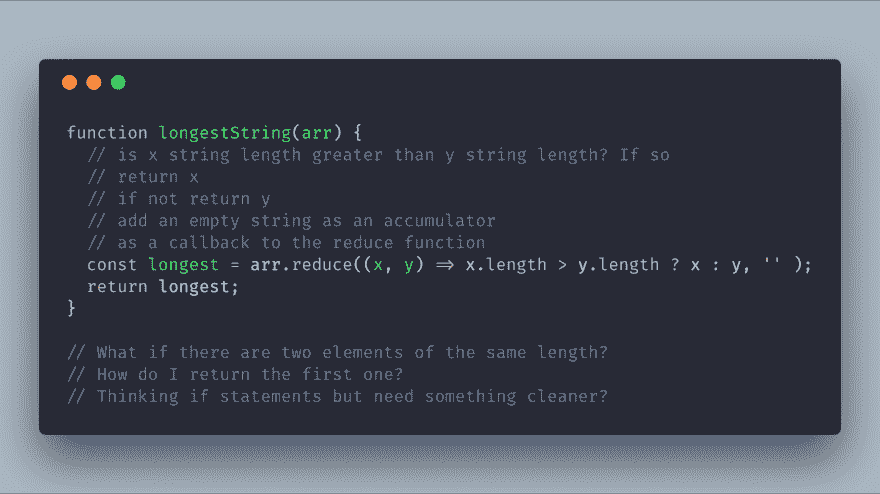 function longestString(arr) {
// is x string length greater than y string length? If so
// return x
// if not return y
// add an empty string as an accumulator
// as a callback to the reduce function
const longest = arr.reduce((x, y) => x.length > y.length ? x : y, '' );
return longest;
}
// What if there are two elements of the same length?
// How do I return the first one?
// Thinking if statements but need something cleaner?